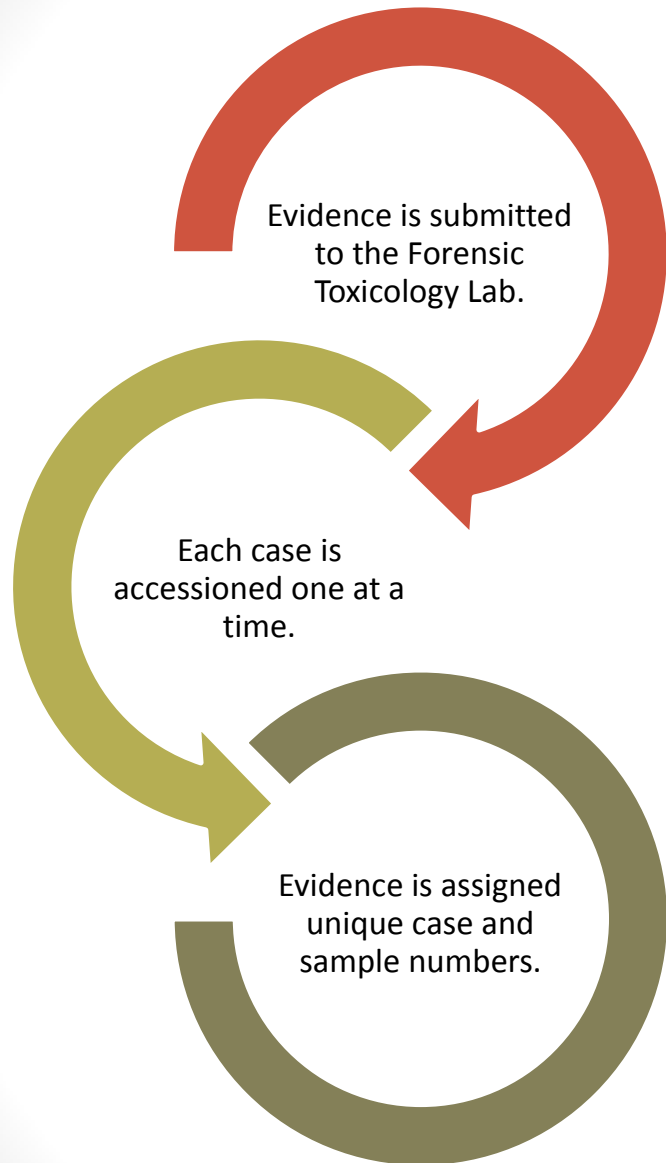 Evidence is submitted
to the Forensic
Toxicology Lab.
Each case is
accessioned one at a
time.
Evidence is assigned
unique case and
sample numbers.